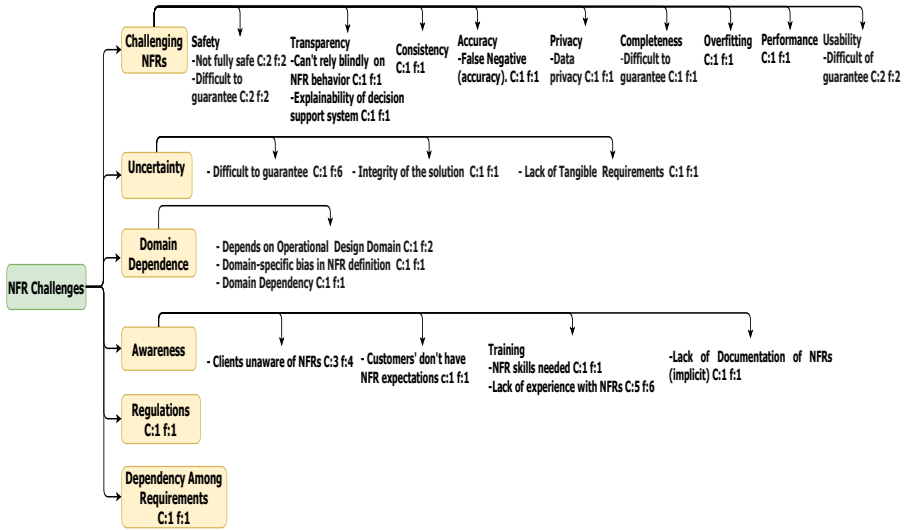 Challenging
NFRs
Safety
-Not fully safe C:2 f:2
-Difficult to
guarantee C:2 f:2
Transparency
-Can't rely blindly on
NFR behavior C:1 f:1
-Explainability of decision
support system C:1 f:1
Consistency
C:1 f:1
Accuracy
-False Negative
(accuracy). C:1 f:1
Privacy
-Data
privacy C:1 f:1
Completeness
-Difficult to
guarantee C:1 f:1
Overfitting
C:1 f:1
Performance
C:1 f:1
Usability
-Difficult of
guarantee C:2 f:2
Uncertainty
- Difficult to guarantee C:1 f:6
- Integrity of the solution C:1 f:1
- Lack of Tangible Requirements C:1 f:1
Domain
Dependence
- Depends on Operational Design Domain C:1 f:2
- Domain-specific bias in NFR definition C:1 f:1
- Domain Dependency C:1 f:1
NFR Challenges
Awareness
- Clients unaware of NFRs C:3 f:4
- Customers' don't have
NFR expectations c:1 f:1
Training
-NFR skills needed C:1 f:1
-Lack of experience with NFRs C:5 f:6
-Lack of Documentation of NFRs
(implicit) C:1 f:1
Regulations
C:1 f:1
Dependency Among
Requirements
C:1 f:1